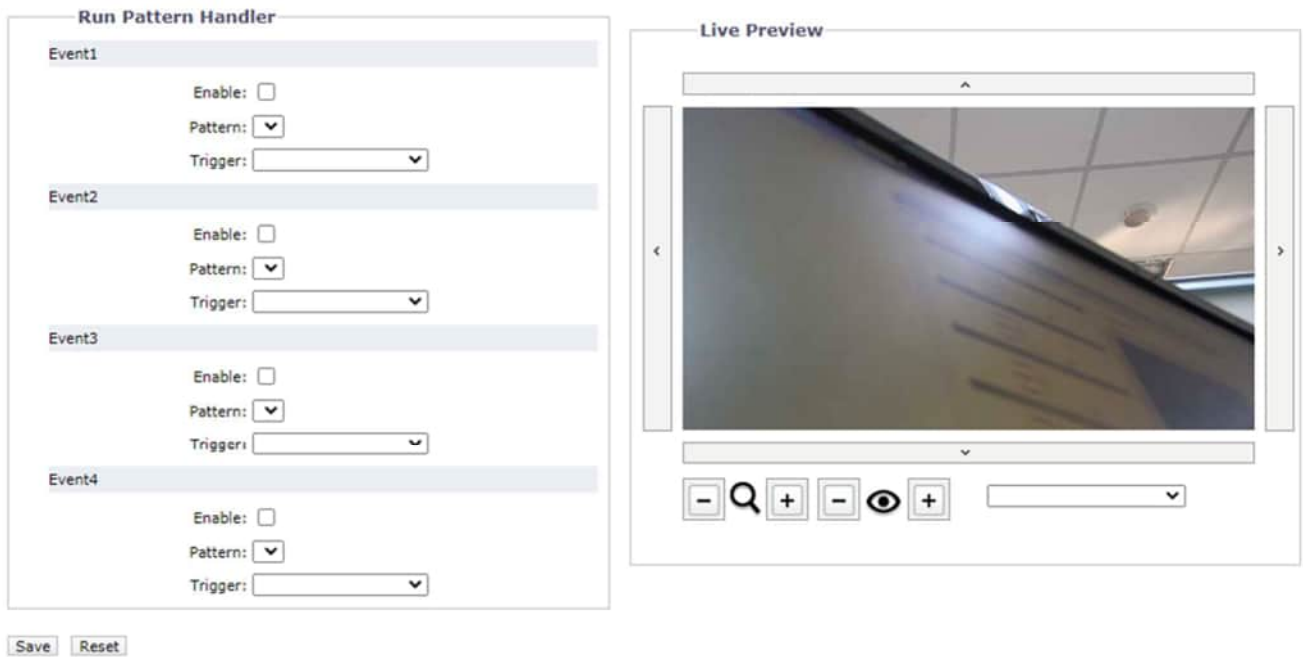 Run Pattern Handler
Event1
Enable:
Pattern:
Trigger:
Event2
Enable:
Pattern:
Trigger:
Event3
Enable:
Pattern:
Trigger:
Event4
Enable:
Pattern:
Trigger:
Save Reset
Live Preview